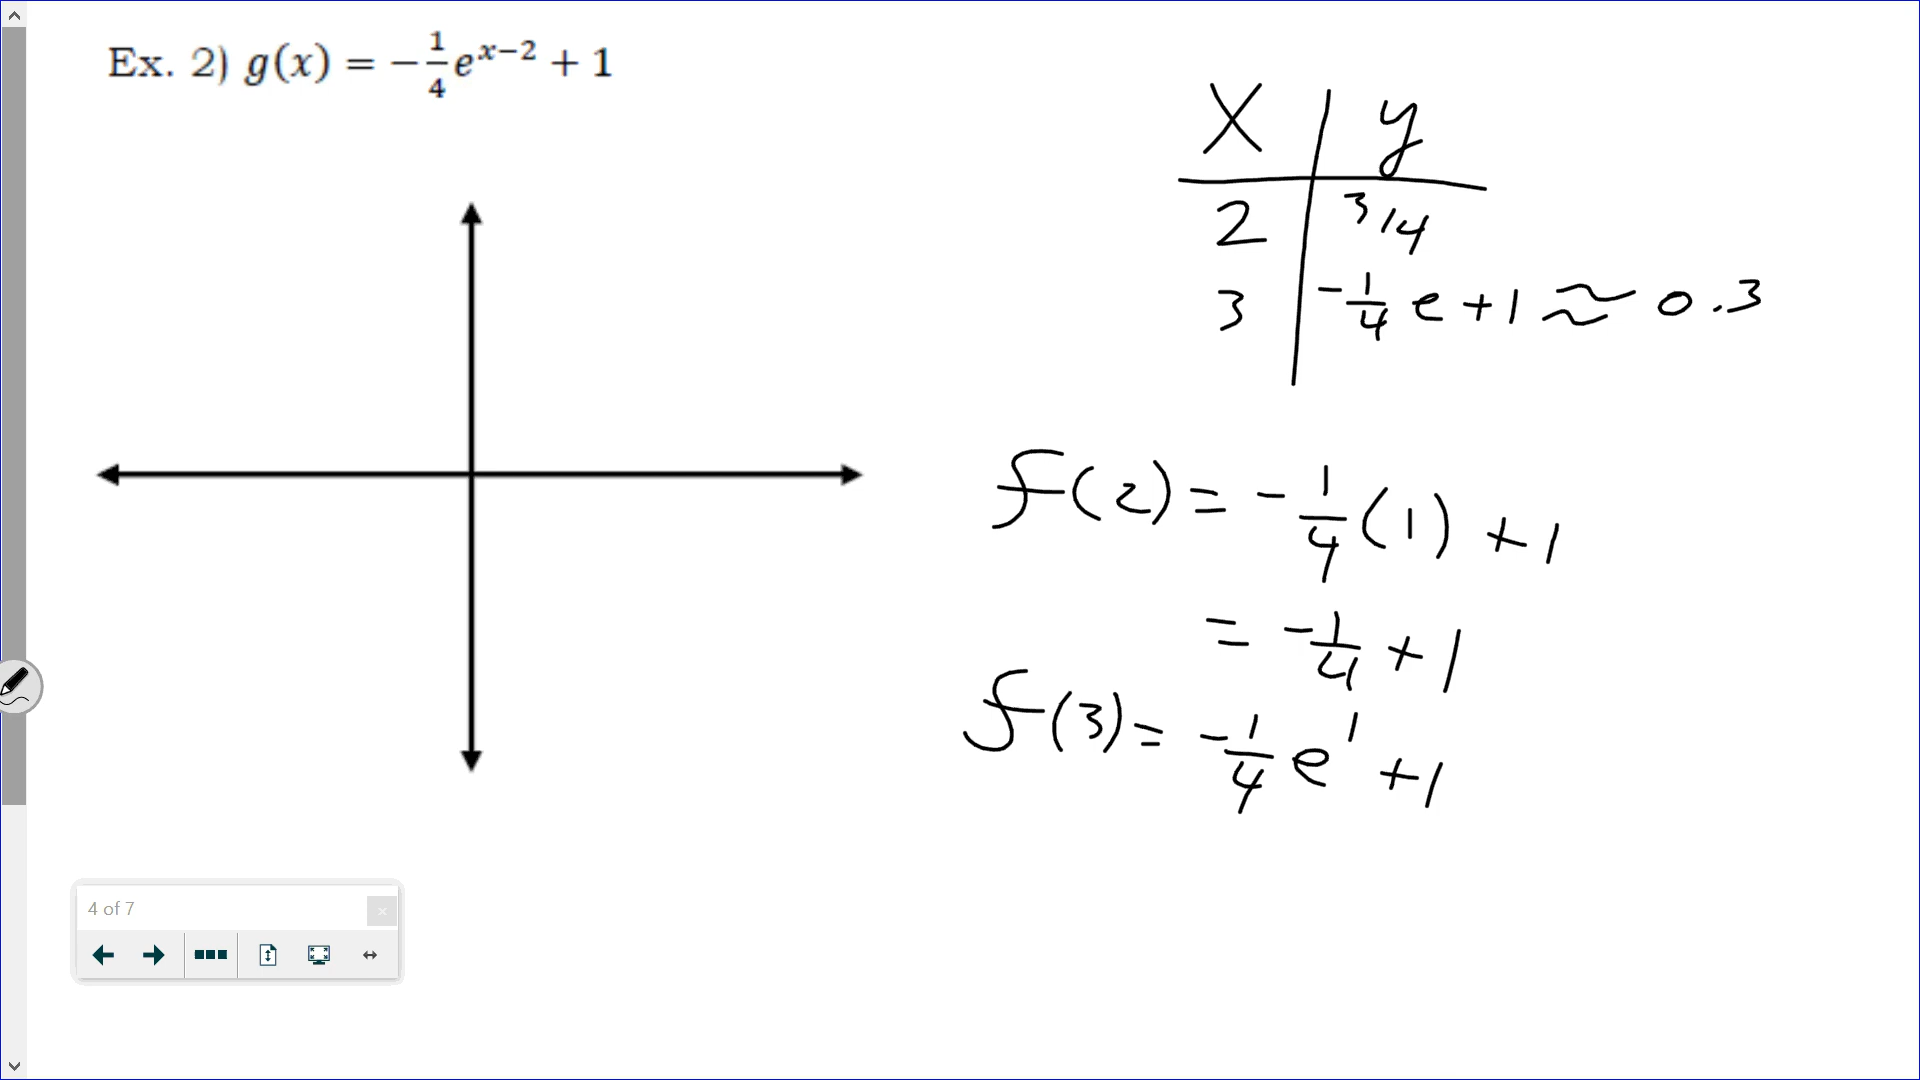 Ex. 2) g(x) = −1/4 e^(x−2) + 1
X | y
2 | 3/4
3 | -1/4 e + 1 ≈ 0.3
f(2) = -1/4 (1) + 1
= -1/4 + 1
f(3) = -1/4 e^1 + 1
4 of 7